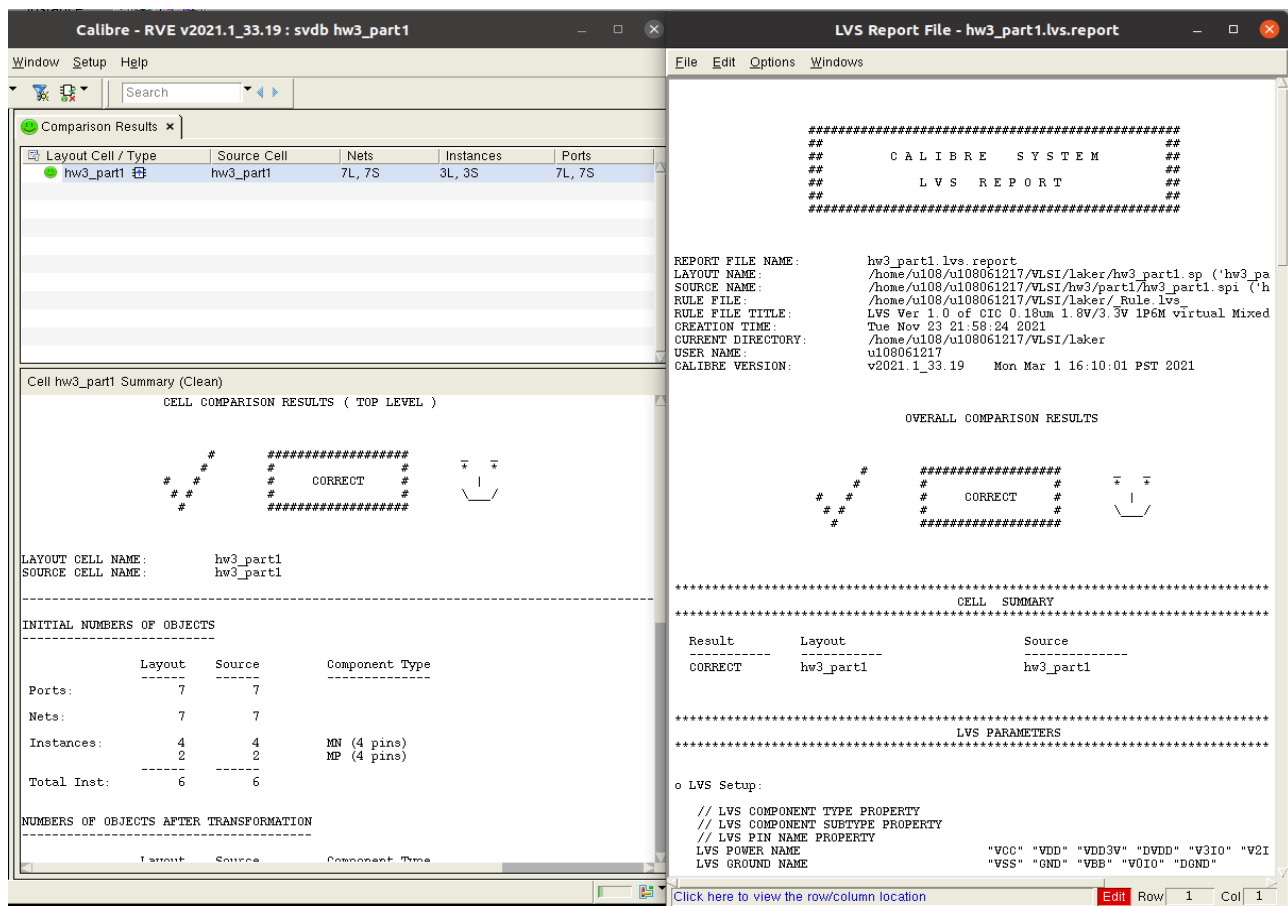 Calibre - RVE v2021.1_33.19 : svdb hw3_part1
Window Setup Help
Search
Comparison Results
Layout Cell / Type Source Cell Nets Instances Ports
hw3_part1 hw3_part1 7L, 7S 3L, 3S 7L, 7S
Cell hw3_part1 Summary (Clean)
CELL COMPARISON RESULTS ( TOP LEVEL )
# ################### _ _
# # # * *
# # # CORRECT # |
# # # # \___/
# ###################
LAYOUT CELL NAME: hw3_part1
SOURCE CELL NAME: hw3_part1
INITIAL NUMBERS OF OBJECTS
Layout Source Component Type
Ports: 7 7
Nets: 7 7
Instances: 4 4 MN (4 pins)
2 2 MP (4 pins)
Total Inst: 6 6
NUMBERS OF OBJECTS AFTER TRANSFORMATION
Layout Source Component Type
LVS Report File - hw3_part1.lvs.report
File Edit Options Windows
##################################################
## ##
## C A L I B R E S Y S T E M ##
## ##
## L V S R E P O R T ##
## ##
##################################################
REPORT FILE NAME: hw3_part1.lvs.report
LAYOUT NAME: /home/u108/u108061217/VLSI/laker/hw3_part1.sp ('hw3_pa
SOURCE NAME: /home/u108/u108061217/VLSI/hw3/part1/hw3_part1.spi ('h
RULE FILE: /home/u108/u108061217/VLSI/laker/_Rule.lvs_
RULE FILE TITLE: LVS Ver 1.0 of CIC 0.18um 1.8V/3.3V 1P6M virtual Mixed
CREATION TIME: Tue Nov 23 21:58:24 2021
CURRENT DIRECTORY: /home/u108/u108061217/VLSI/laker
USER NAME: u108061217
CALIBRE VERSION: v2021.1_33.19 Mon Mar 1 16:10:01 PST 2021
OVERALL COMPARISON RESULTS
# ################### _ _
# # # * *
# # # CORRECT # |
# # # # \___/
# ###################
********************************************************************************
CELL SUMMARY
********************************************************************************
Result Layout Source
----------- ----------- --------------
CORRECT hw3_part1 hw3_part1
********************************************************************************
LVS PARAMETERS
********************************************************************************
o LVS Setup:
// LVS COMPONENT TYPE PROPERTY
// LVS COMPONENT SUBTYPE PROPERTY
// LVS PIN NAME PROPERTY
LVS POWER NAME "VCC" "VDD" "VDD3V" "DVDD" "V3IO" "V2I
LVS GROUND NAME "VSS" "GND" "VBB" "V0IO" "DGND"
Click here to view the row/column location Edit Row 1 Col 1